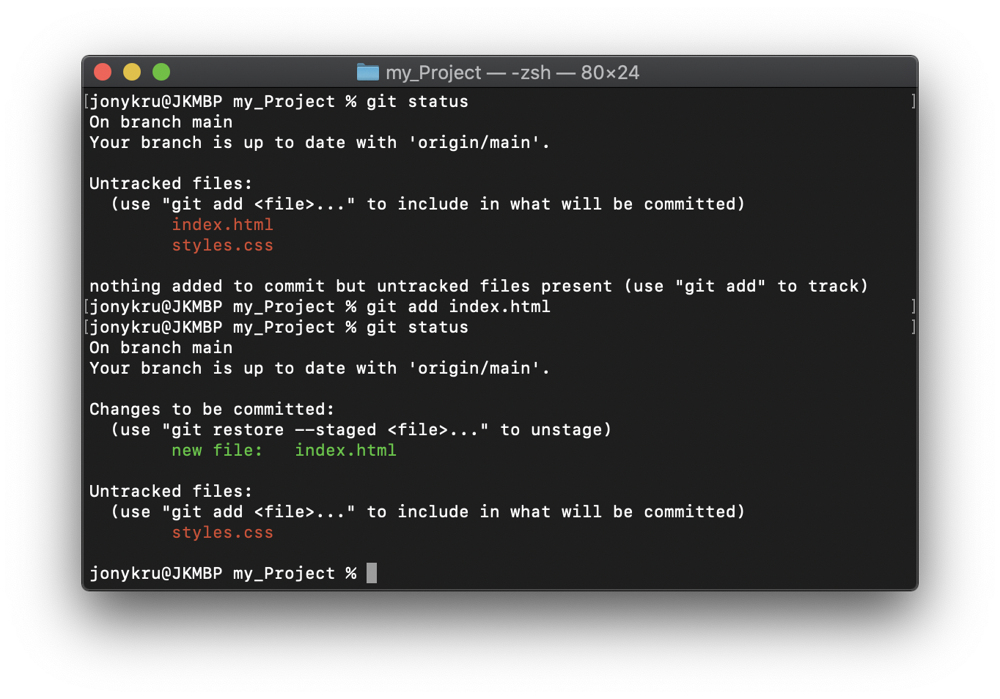 my_Project — -zsh — 80×24
[jonykru@JKMBP my_Project % git status ]
On branch main
Your branch is up to date with 'origin/main'.
Untracked files:
  (use "git add <file>..." to include in what will be committed)
        index.html
        styles.css
nothing added to commit but untracked files present (use "git add" to track)
[jonykru@JKMBP my_Project % git add index.html ]
[jonykru@JKMBP my_Project % git status ]
On branch main
Your branch is up to date with 'origin/main'.
Changes to be committed:
  (use "git restore --staged <file>..." to unstage)
        new file:   index.html
Untracked files:
  (use "git add <file>..." to include in what will be committed)
        styles.css
jonykru@JKMBP my_Project %